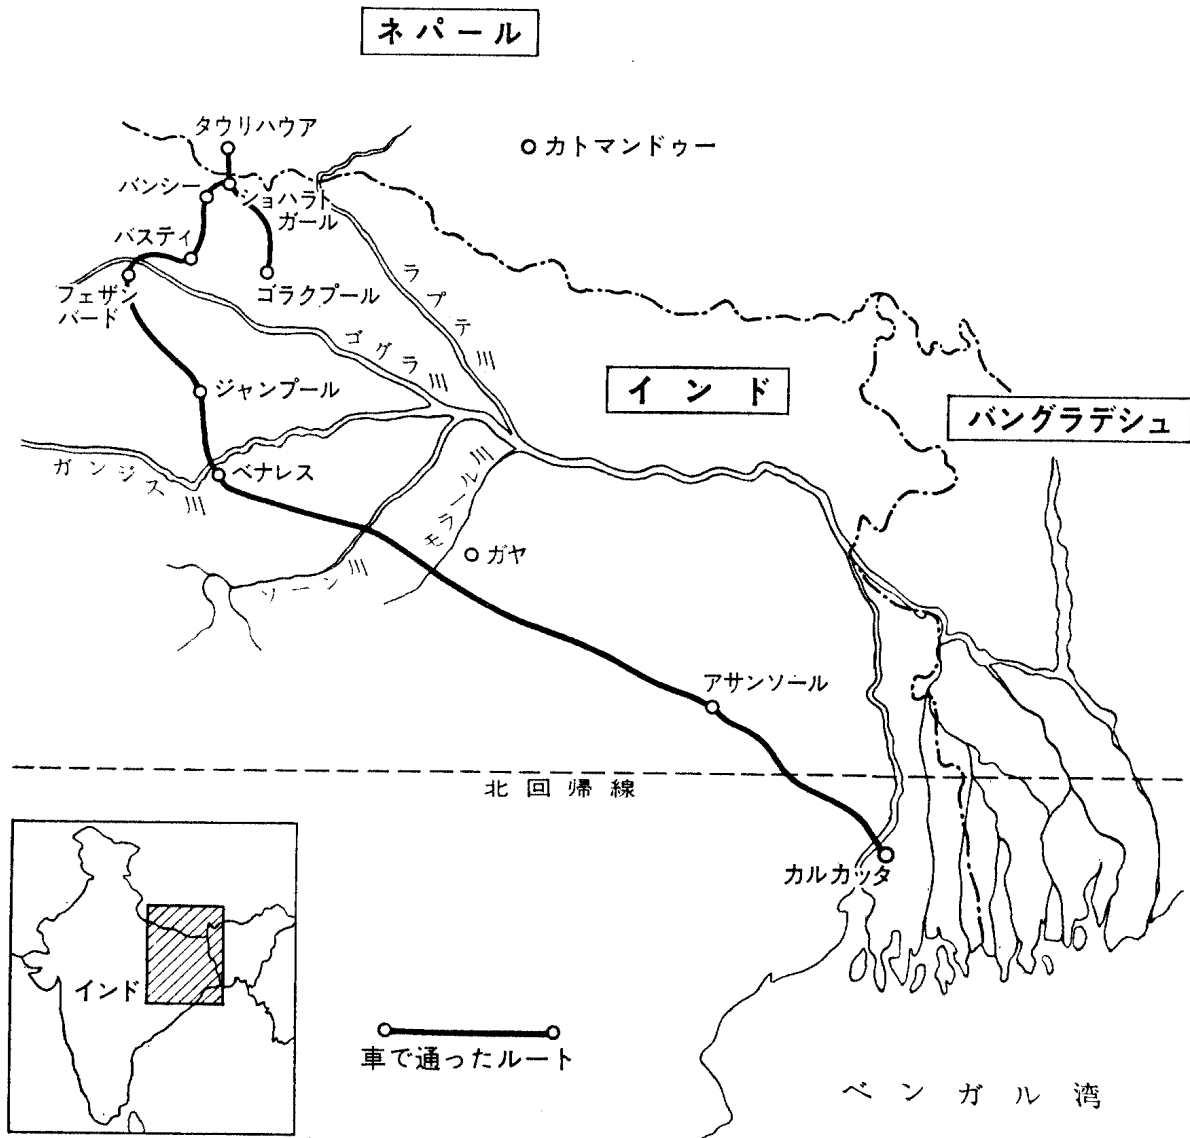 ネパール
タウリハウア
カトマンドゥー
バンシー
ショハラト
ガール
バスティ
ゴラクプール
フェザン
バード
ラプテ川
ゴグラ川
インド
バングラデシュ
ジャンプール
ガンジス川
ベナレス
モラール川
ガヤ
ソーン川
アサンソール
北回帰線
カルカッタ
インド
車で通ったルート
ベンガル湾